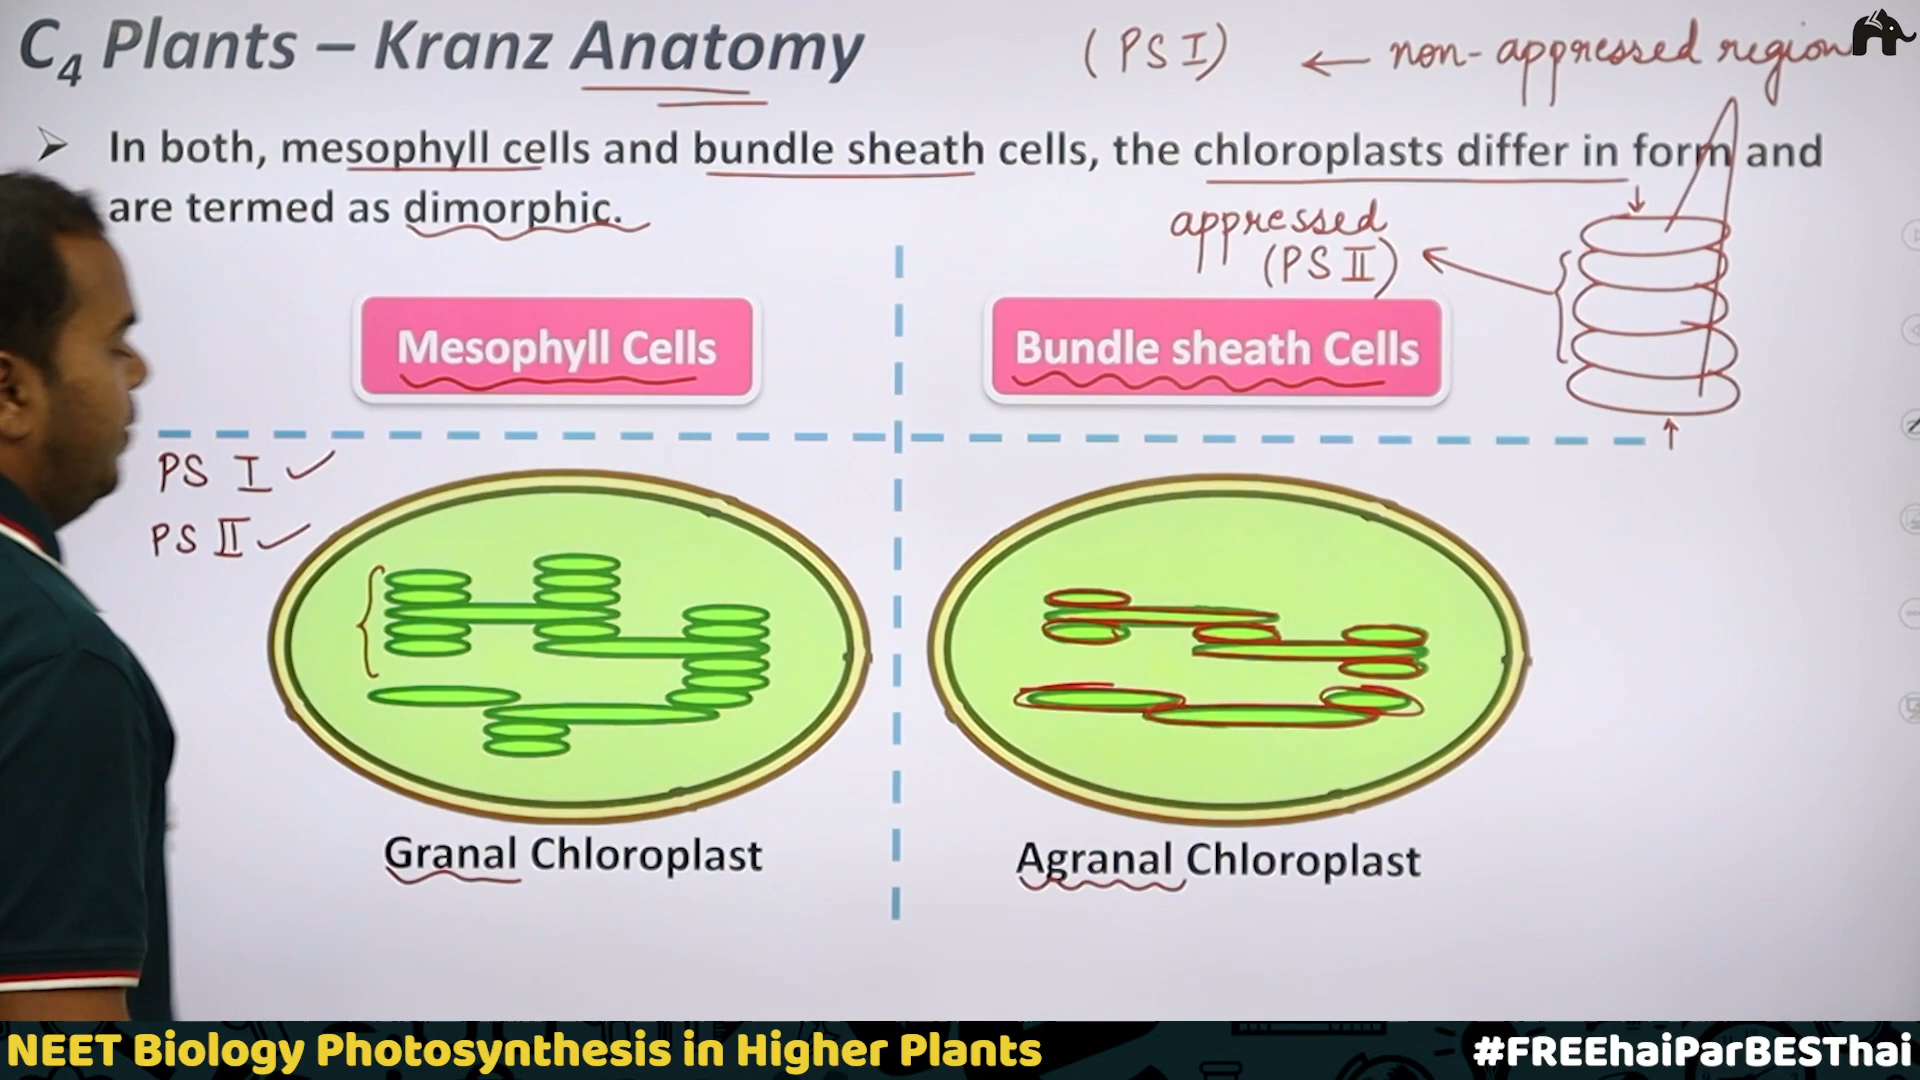 C4 Plants – Kranz Anatomy
(PS I) ← non-appressed region
➤ In both, mesophyll cells and bundle sheath cells, the chloroplasts differ in form and
are termed as dimorphic.
appressed
(PS II)
Mesophyll Cells
Bundle sheath Cells
PS I ✓
PS II ✓
Granal Chloroplast
Agranal Chloroplast
NEET Biology Photosynthesis in Higher Plants
#FREEhaiParBESThai